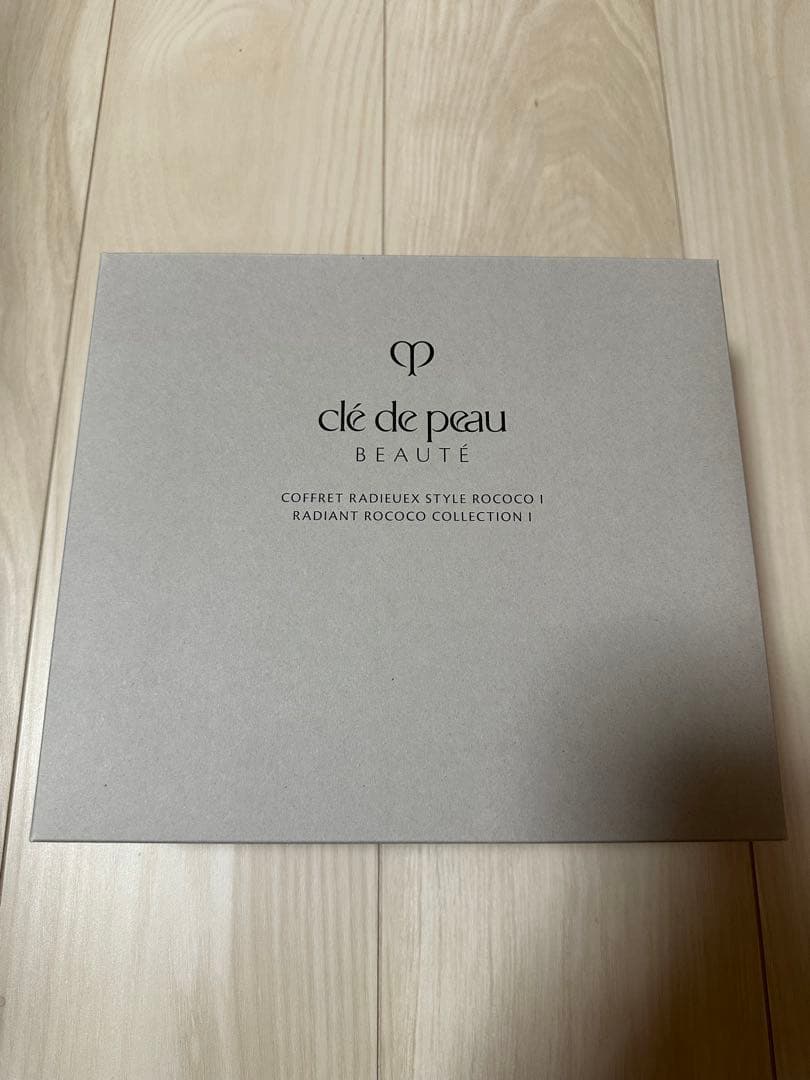 clé de peau
BEAUTÉ
COFFRET RADIEUEX STYLE ROCOCO I
RADIANT ROCOCO COLLECTION I